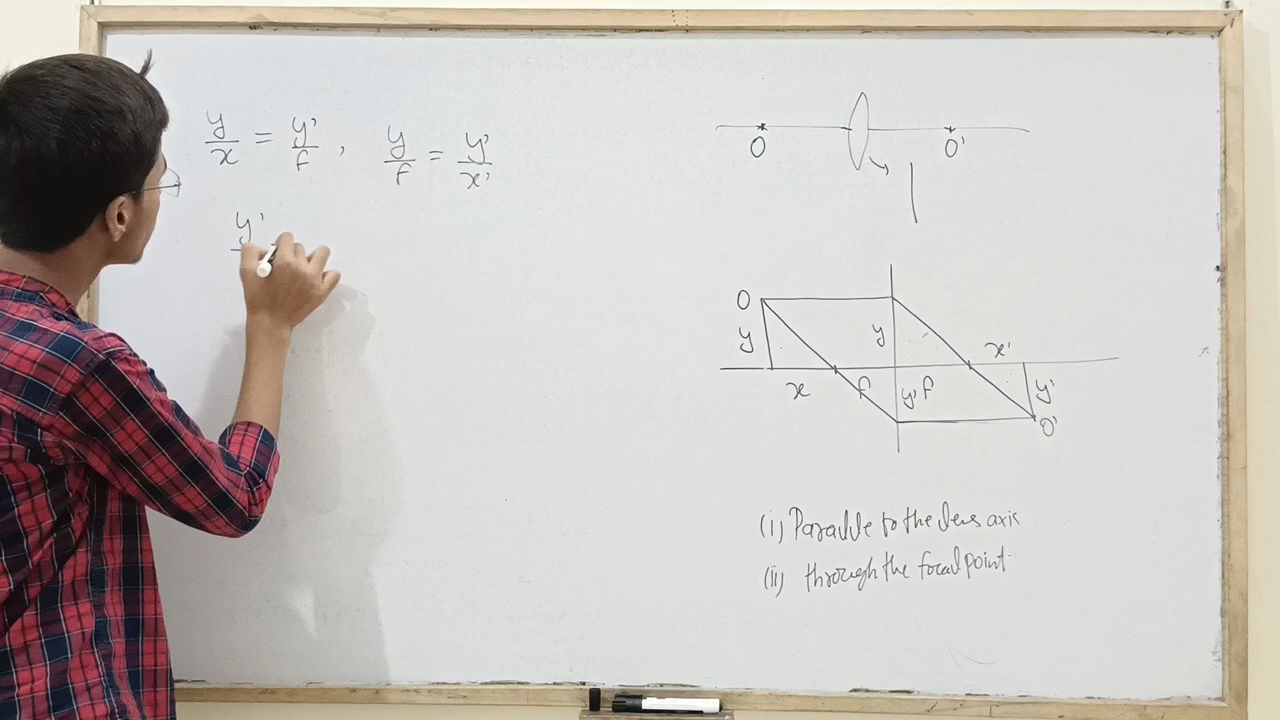 y/x = y'/f , y/f = y'/x'
y'
O O'
O
y y x'
x f y' f y'
O'
(i) Paralle to the lens axis
(ii) through the focal point